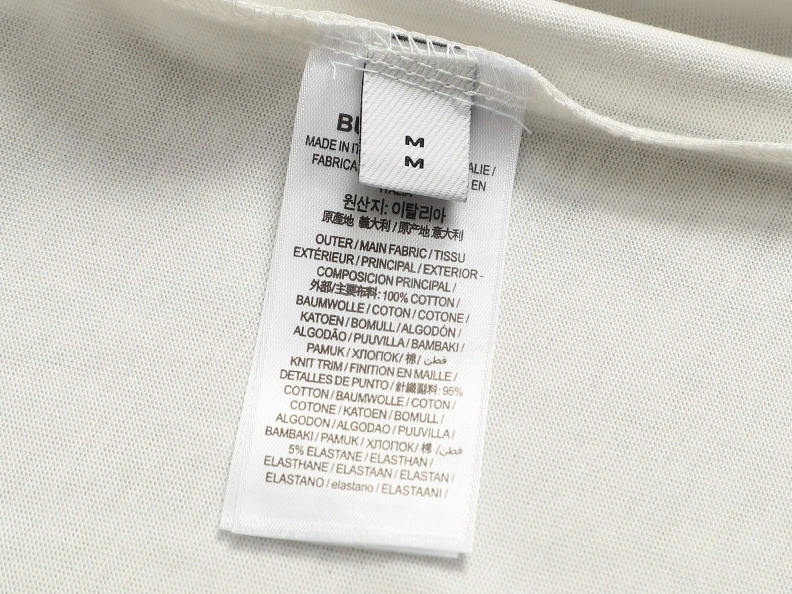 M
M
BU
MADE IN IT ALIE /
FABRICA EN
ITALIA
원산지: 이탈리아
原產地 義大利 / 原产地 意大利
OUTER / MAIN FABRIC / TISSU
EXTÉRIEUR / PRINCIPAL / EXTERIOR -
COMPOSICION PRINCIPAL /
外部/主要布料: 100% COTTON /
BAUMWOLLE / COTON / COTONE /
KATOEN / BOMULL / ALGODÓN /
ALGODÃO / PUUVILLA / BAMBAKI /
PAMUK / ХЛОПОК / 棉 / قطن
KNIT TRIM / FINITION EN MAILLE /
DETALLES DE PUNTO / 針織副料: 95%
COTTON / BAUMWOLLE / COTON /
COTONE / KATOEN / BOMULL /
ALGODON / ALGODAO / PUUVILLA /
BAMBAKI / PAMUK / ХЛОПОК / 棉 / قطن
5% ELASTANE / ELASTHAN /
ELASTHANE / ELASTAAN / ELASTAN /
ELASTANO / elastano / ELASTAANI /